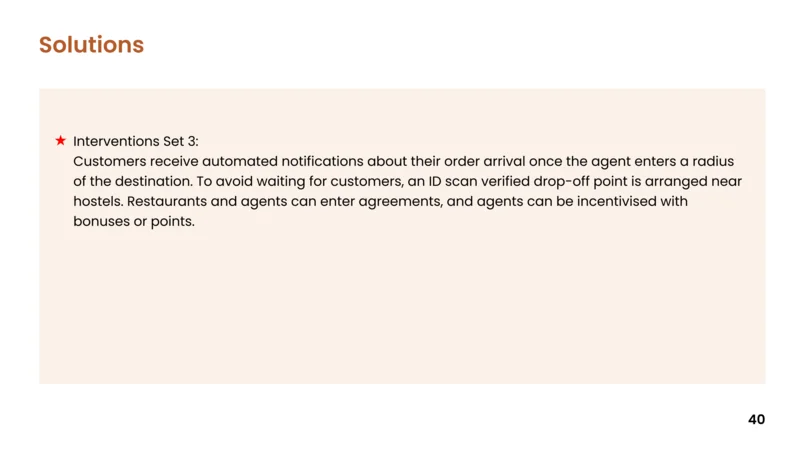 Solutions
★ Interventions Set 3:
Customers receive automated notifications about their order arrival once the agent enters a radius
of the destination. To avoid waiting for customers, an ID scan verified drop-off point is arranged near
hostels. Restaurants and agents can enter agreements, and agents can be incentivised with
bonuses or points.
40